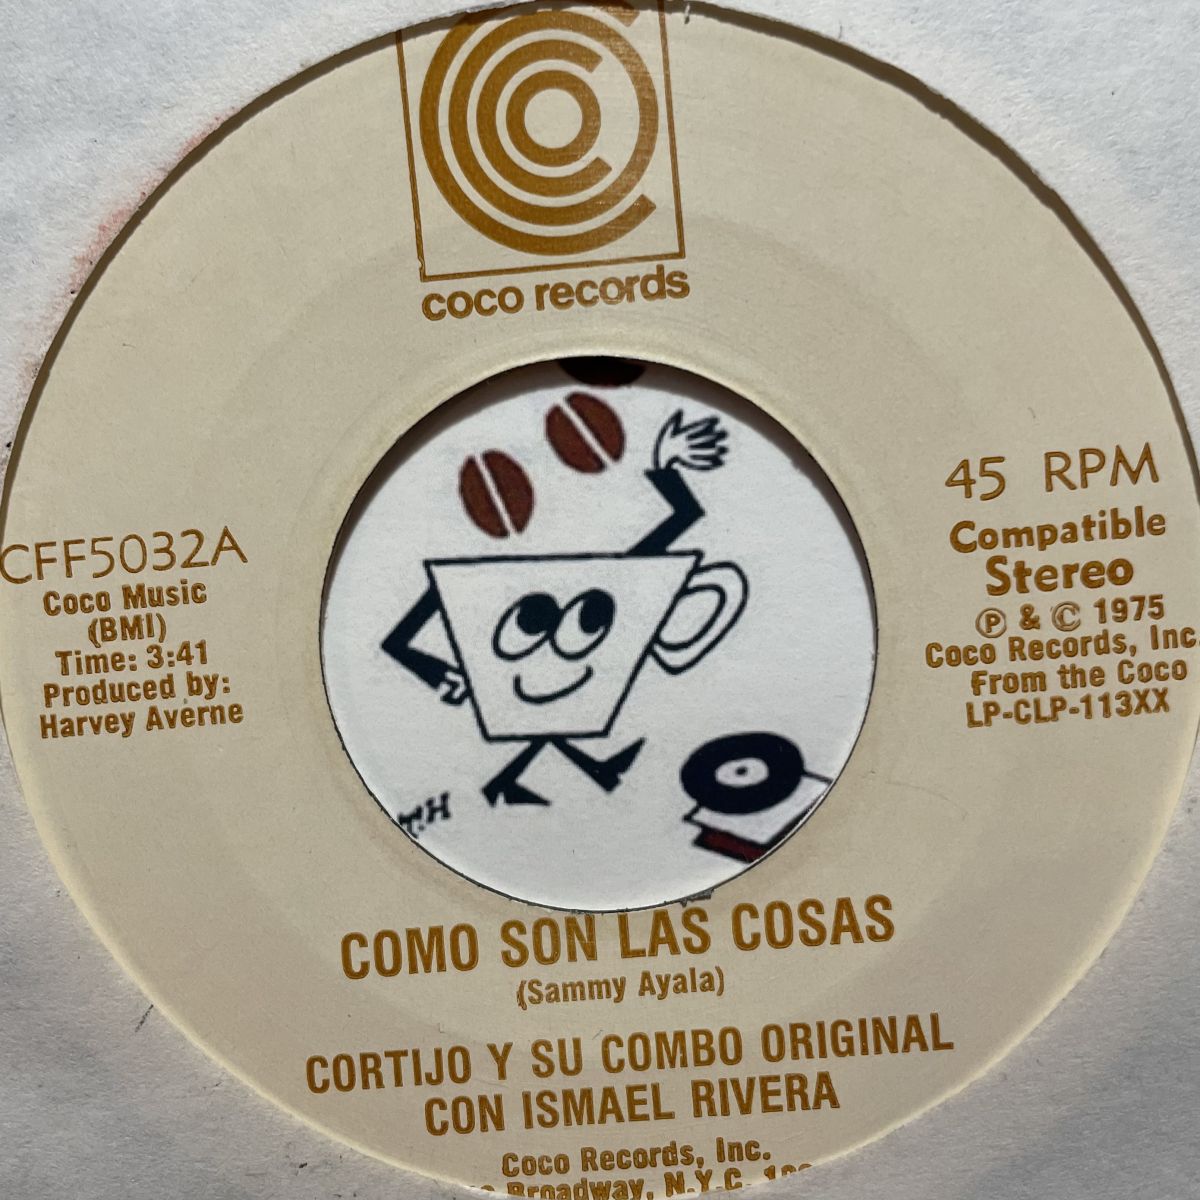 coco records
CFF5032A
Coco Music
(BMI)
Time: 3:41
Produced by:
Harvey Averne
45 RPM
Compatible
Stereo
Ⓟ & © 1975
Coco Records, Inc.
From the Coco
LP-CLP-113XX
T.H
COMO SON LAS COSAS
(Sammy Ayala)
CORTIJO Y SU COMBO ORIGINAL
CON ISMAEL RIVERA
Coco Records, Inc.
Broadway, N.Y.C.